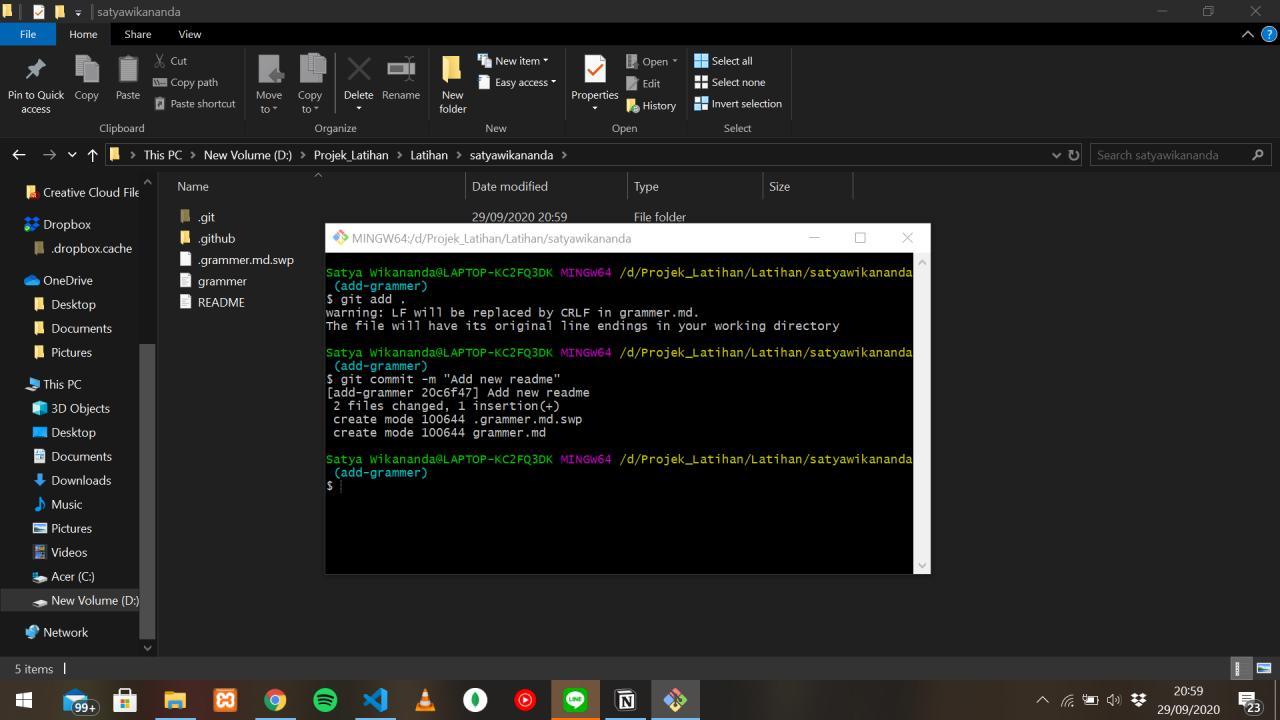 satyawikananda
File
Home
Share
View
Pin to Quick access
Copy
Paste
Cut
Copy path
Paste shortcut
Clipboard
Move to
Copy to
Delete
Rename
Organize
New folder
New item
Easy access
New
Properties
Open
Edit
History
Open
Select all
Select none
Invert selection
Select
This PC > New Volume (D:) > Projek_Latihan > Latihan > satyawikananda >
Search satyawikananda
Name
Date modified
Type
Size
.git
29/09/2020 20:59
File folder
.github
.grammer.md.swp
grammer
README
Creative Cloud File
Dropbox
.dropbox.cache
OneDrive
Desktop
Documents
Pictures
This PC
3D Objects
Desktop
Documents
Downloads
Music
Pictures
Videos
Acer (C:)
New Volume (D:)
Network
MINGW64:/d/Projek_Latihan/Latihan/satyawikananda
Satya Wikananda@LAPTOP-KC2FQ3DK MINGW64 /d/Projek_Latihan/Latihan/satyawikananda
(add-grammer)
$ git add .
warning: LF will be replaced by CRLF in grammer.md.
The file will have its original line endings in your working directory
Satya Wikananda@LAPTOP-KC2FQ3DK MINGW64 /d/Projek_Latihan/Latihan/satyawikananda
(add-grammer)
$ git commit -m "Add new readme"
[add-grammer 20c6f47] Add new readme
2 files changed, 1 insertion(+)
create mode 100644 .grammer.md.swp
create mode 100644 grammer.md
Satya Wikananda@LAPTOP-KC2FQ3DK MINGW64 /d/Projek_Latihan/Latihan/satyawikananda
(add-grammer)
$
5 items
99+
LINE
20:59
29/09/2020
23